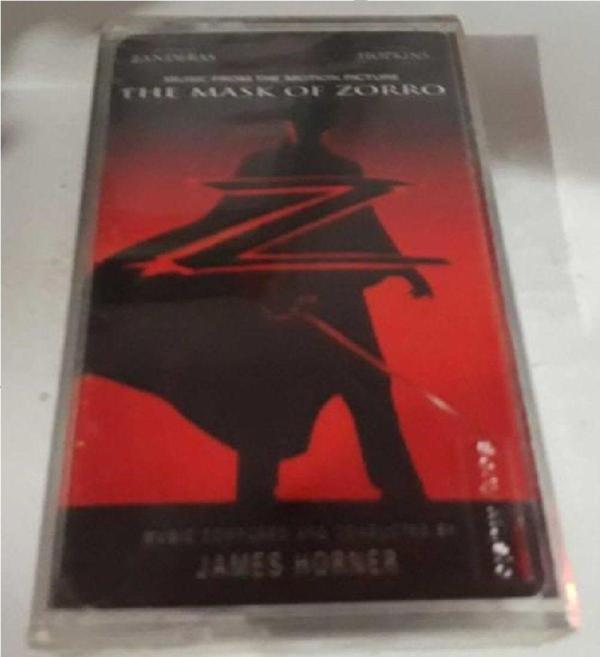 BANDERAS HOPKINS
MUSIC FROM THE MOTION PICTURE
THE MASK OF ZORRO
Z
MUSIC COMPOSED AND CONDUCTED BY
JAMES HORNER